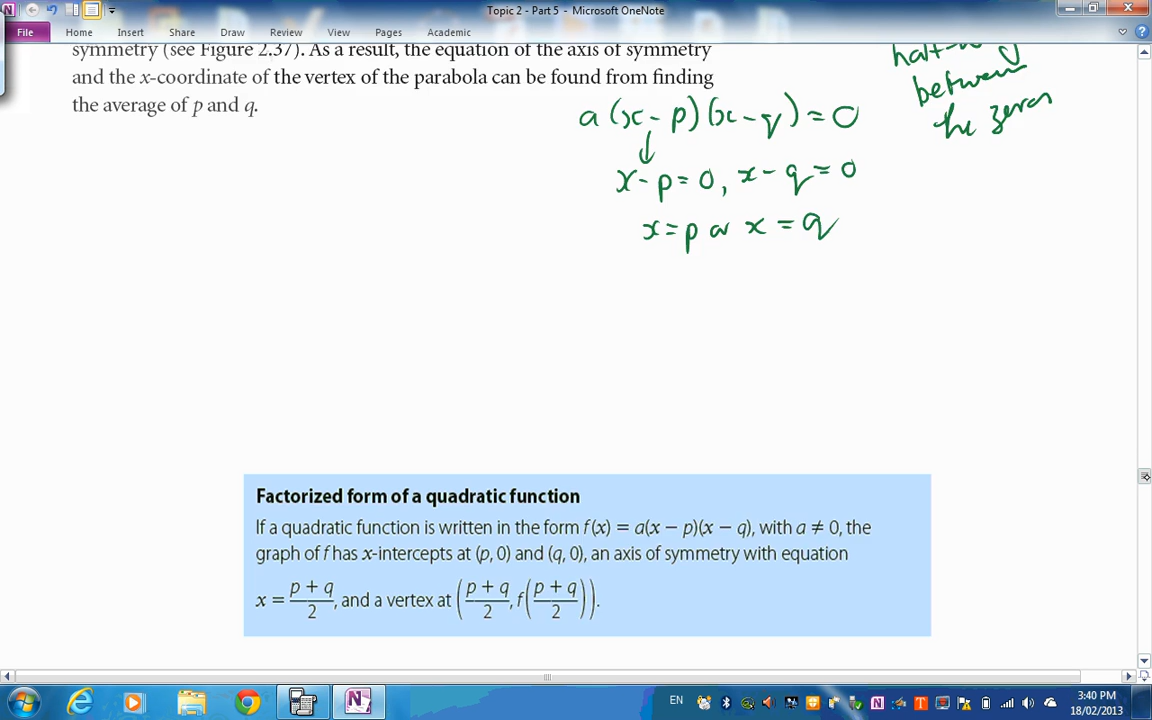 Topic 2 - Part 5 - Microsoft OneNote
File Home Insert Share Draw Review Pages View Academic
symmetry (see Figure 2.37). As a result, the equation of the axis of symmetry
and the x-coordinate of the vertex of the parabola can be found from finding
the average of p and q.
between
the zeros
a(x - p)(x - q) = 0
x - p = 0, x - q = 0
x = p or x = q
Factorized form of a quadratic function
If a quadratic function is written in the form f(x) = a(x − p)(x − q), with a ≠ 0, the
graph of f has x-intercepts at (p, 0) and (q, 0), an axis of symmetry with equation
x = p + q / 2, and a vertex at (p + q / 2, f(p + q / 2)).
EN
3:40 PM
18/02/2013